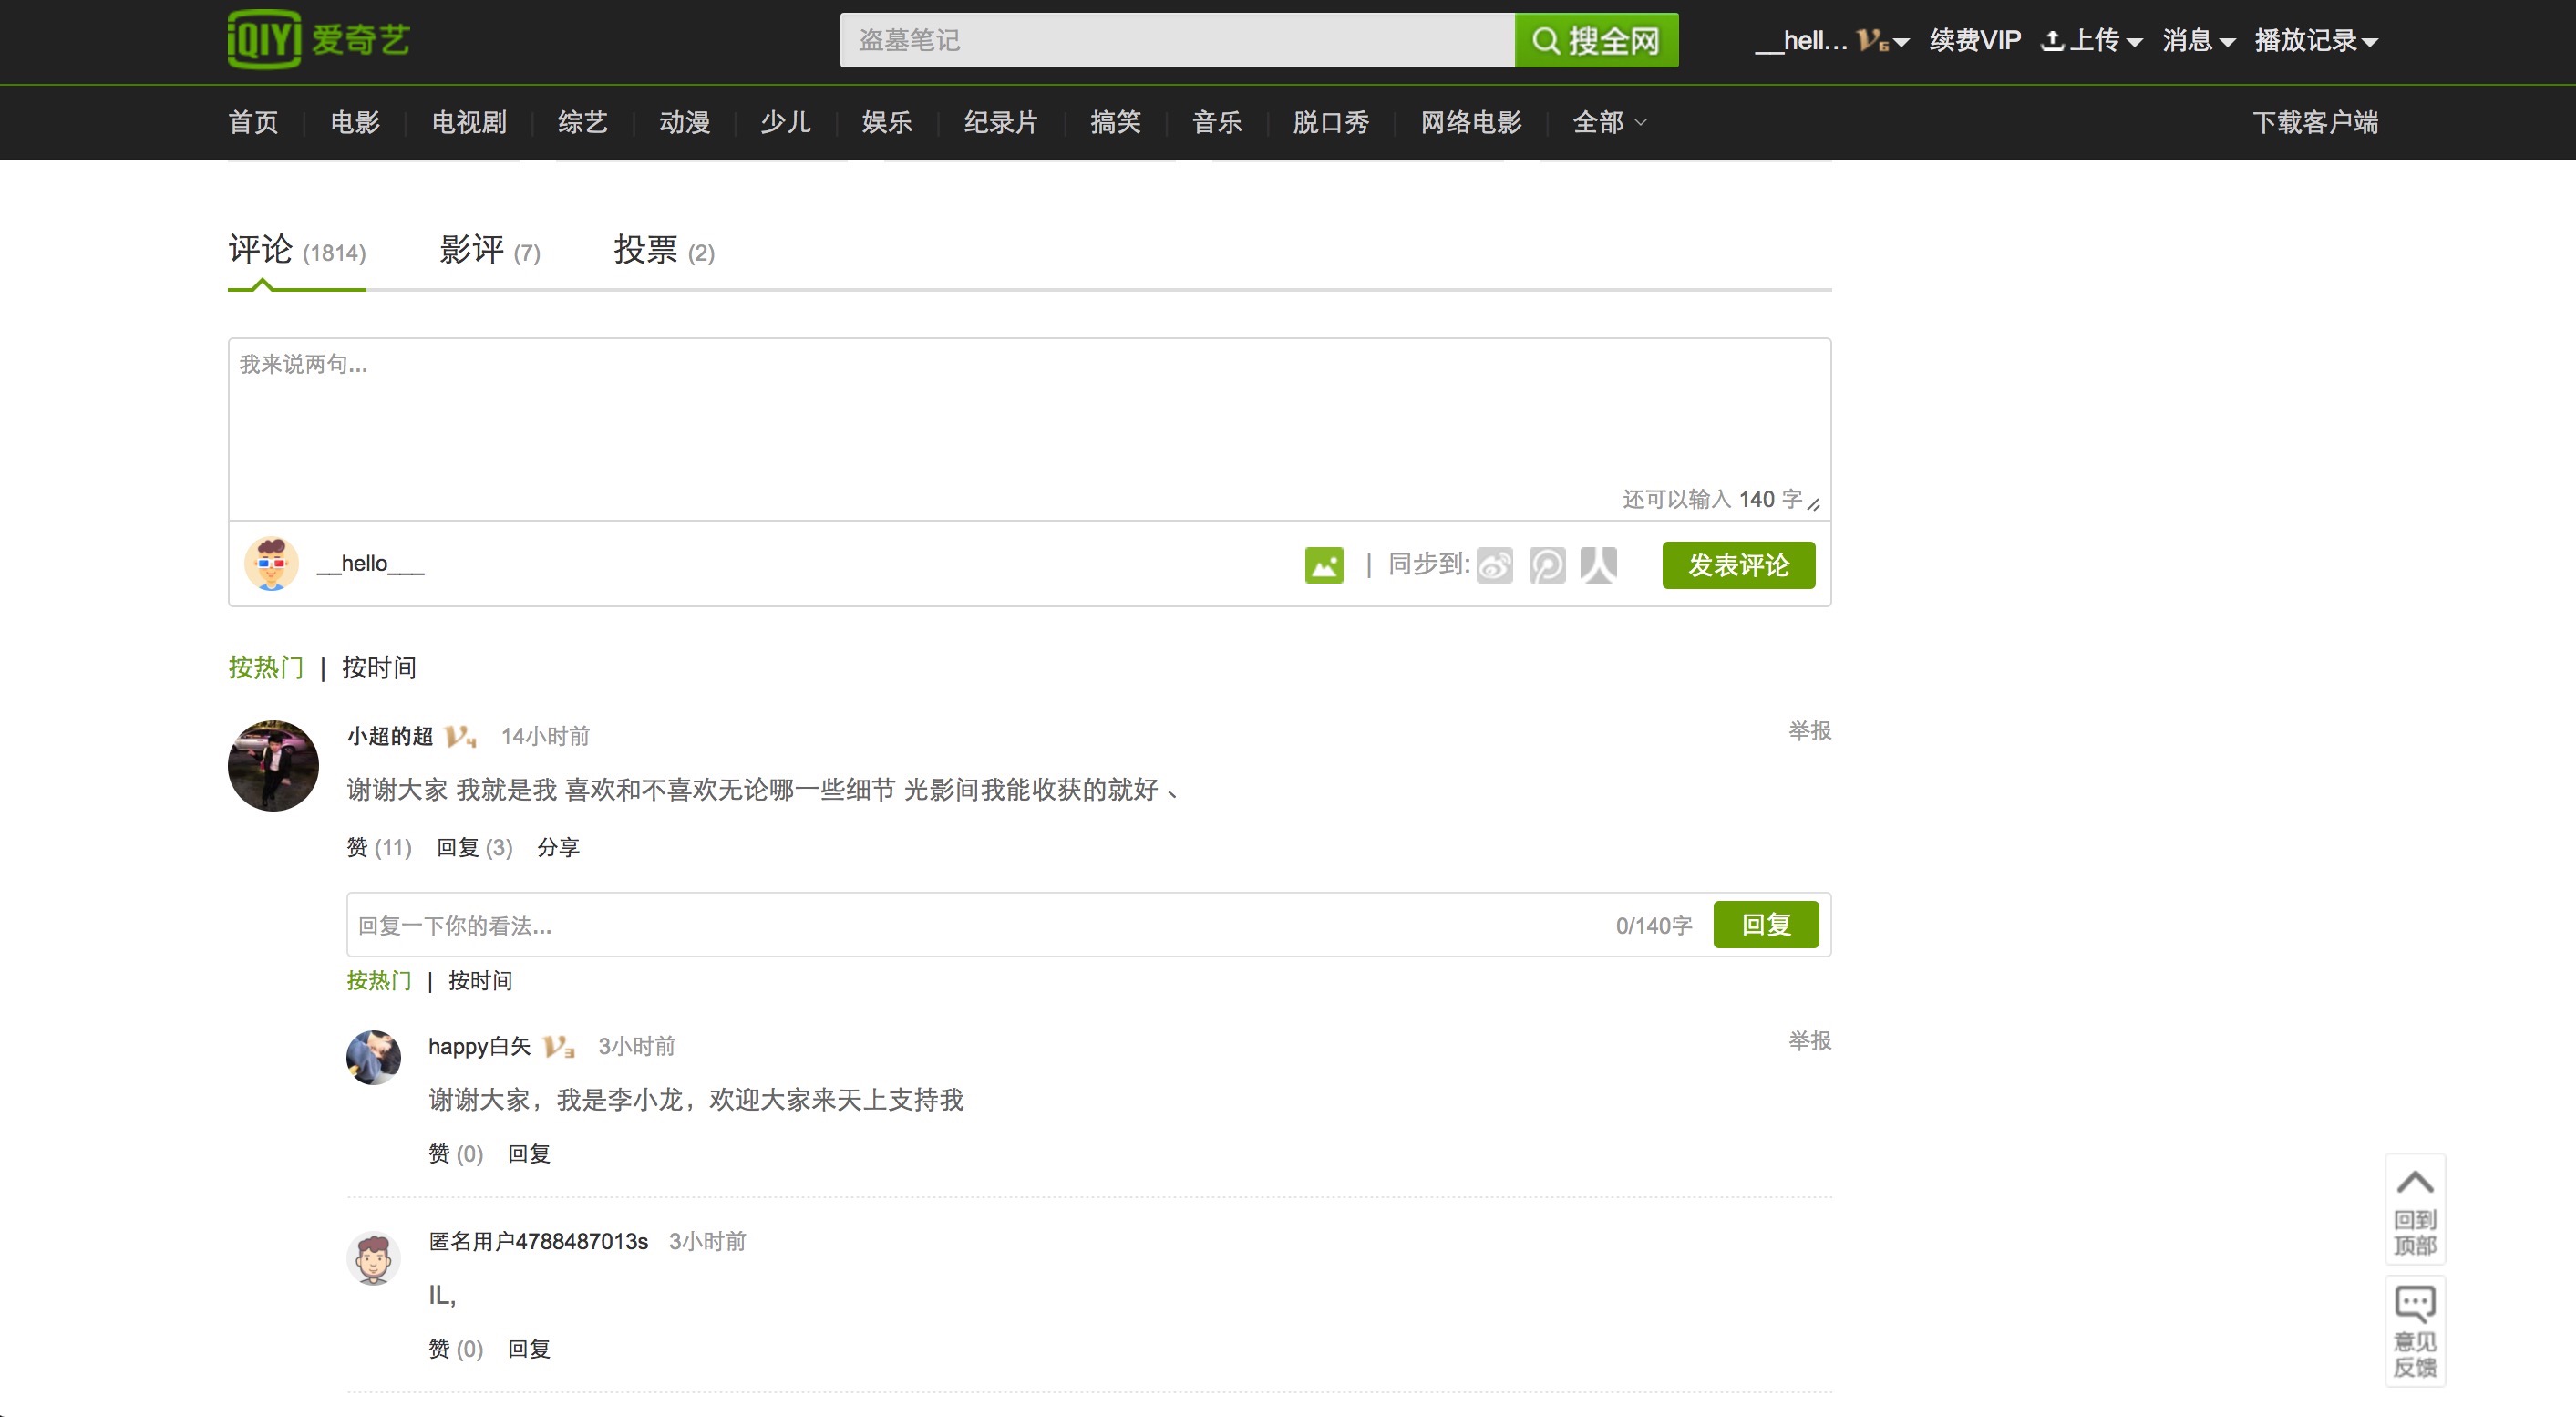 iQIYI 爱奇艺
盗墓笔记
搜全网
__hell... V6 续费VIP 上传 消息 播放记录
首页 电影 电视剧 综艺 动漫 少儿 娱乐 纪录片 搞笑 音乐 脱口秀 网络电影 全部 下载客户端
评论 (1814) 影评 (7) 投票 (2)
我来说两句...
还可以输入 140 字
__hello___ | 同步到: 发表评论
按热门 | 按时间
小超的超 V4 14小时前 举报
谢谢大家 我就是我 喜欢和不喜欢无论哪一些细节 光影间我能收获的就好、
赞 (11) 回复 (3) 分享
回复一下你的看法... 0/140字 回复
按热门 | 按时间
happy白矢 V3 3小时前 举报
谢谢大家，我是李小龙，欢迎大家来天上支持我
赞 (0) 回复
匿名用户4788487013s 3小时前
IL,
赞 (0) 回复
回到
顶部
意见
反馈